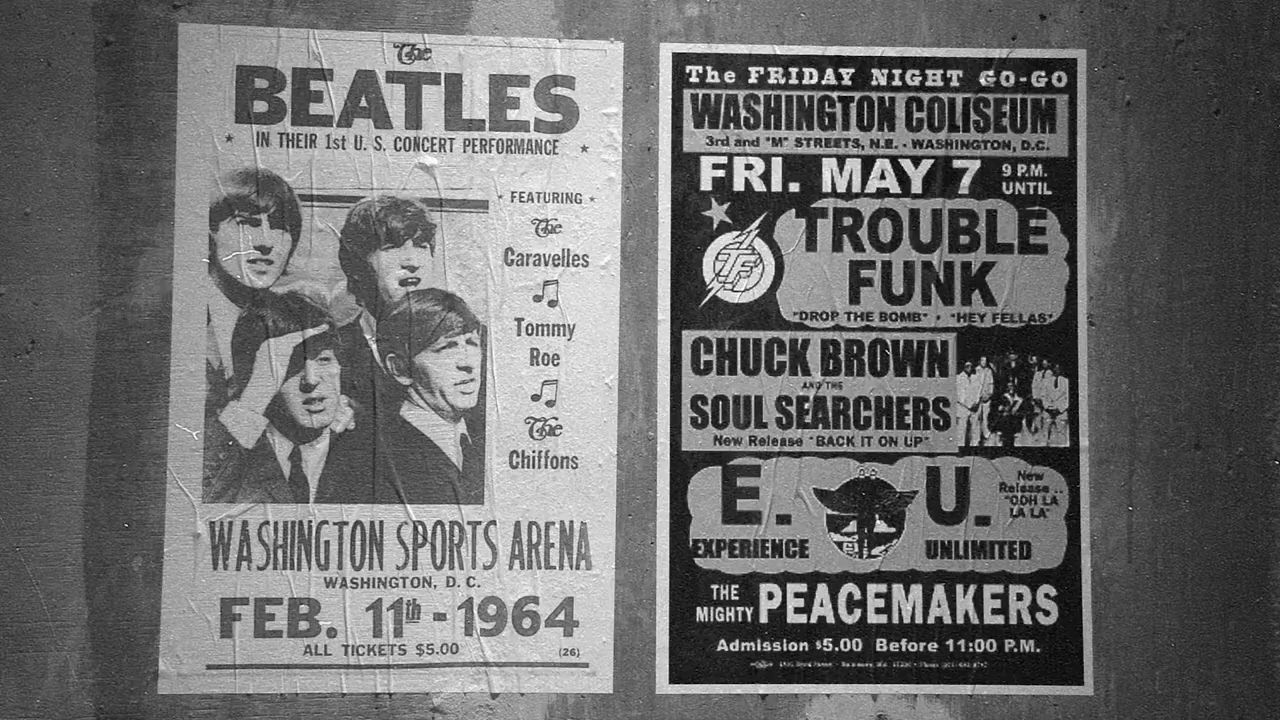 The
BEATLES
★ IN THEIR 1st U. S. CONCERT PERFORMANCE ★
★ FEATURING ★
The
Caravelles
Tommy
Roe
The
Chiffons
WASHINGTON SPORTS ARENA
WASHINGTON, D. C.
FEB. 11th - 1964
ALL TICKETS $5.00
(26)
The FRIDAY NIGHT GO-GO
WASHINGTON COLISEUM
3rd and "M" STREETS, N.E. - WASHINGTON, D.C.
FRI. MAY 7
9 P.M.
UNTIL
TF
TROUBLE
FUNK
"DROP THE BOMB" • "HEY FELLAS"
CHUCK BROWN
AND THE
SOUL SEARCHERS
New Release "BACK IT ON UP"
E. U.
New
Release..
"OOH LA
LA LA"
EXPERIENCE UNLIMITED
THE
MIGHTY
PEACEMAKERS
Admission $5.00 Before 11:00 P.M.